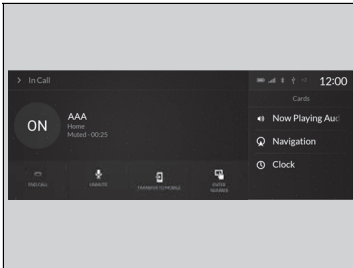 In Call
12:00
Cards
ON
AAA
Home
Muted - 00:25
Now Playing Aud
Navigation
Clock
END CALL
UNMUTE
TRANSFER TO MOBILE
ENTER
NUMBER